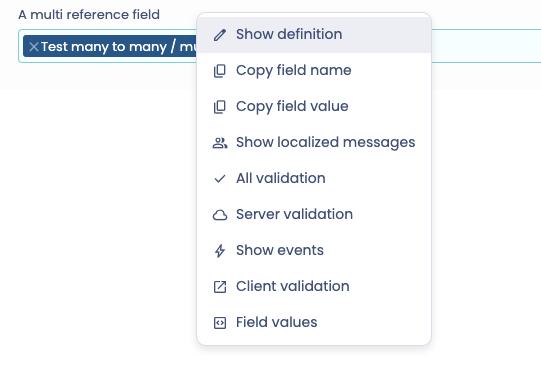 A multi reference field
Test many to many / mu
Show definition
Copy field name
Copy field value
Show localized messages
All validation
Server validation
Show events
Client validation
Field values